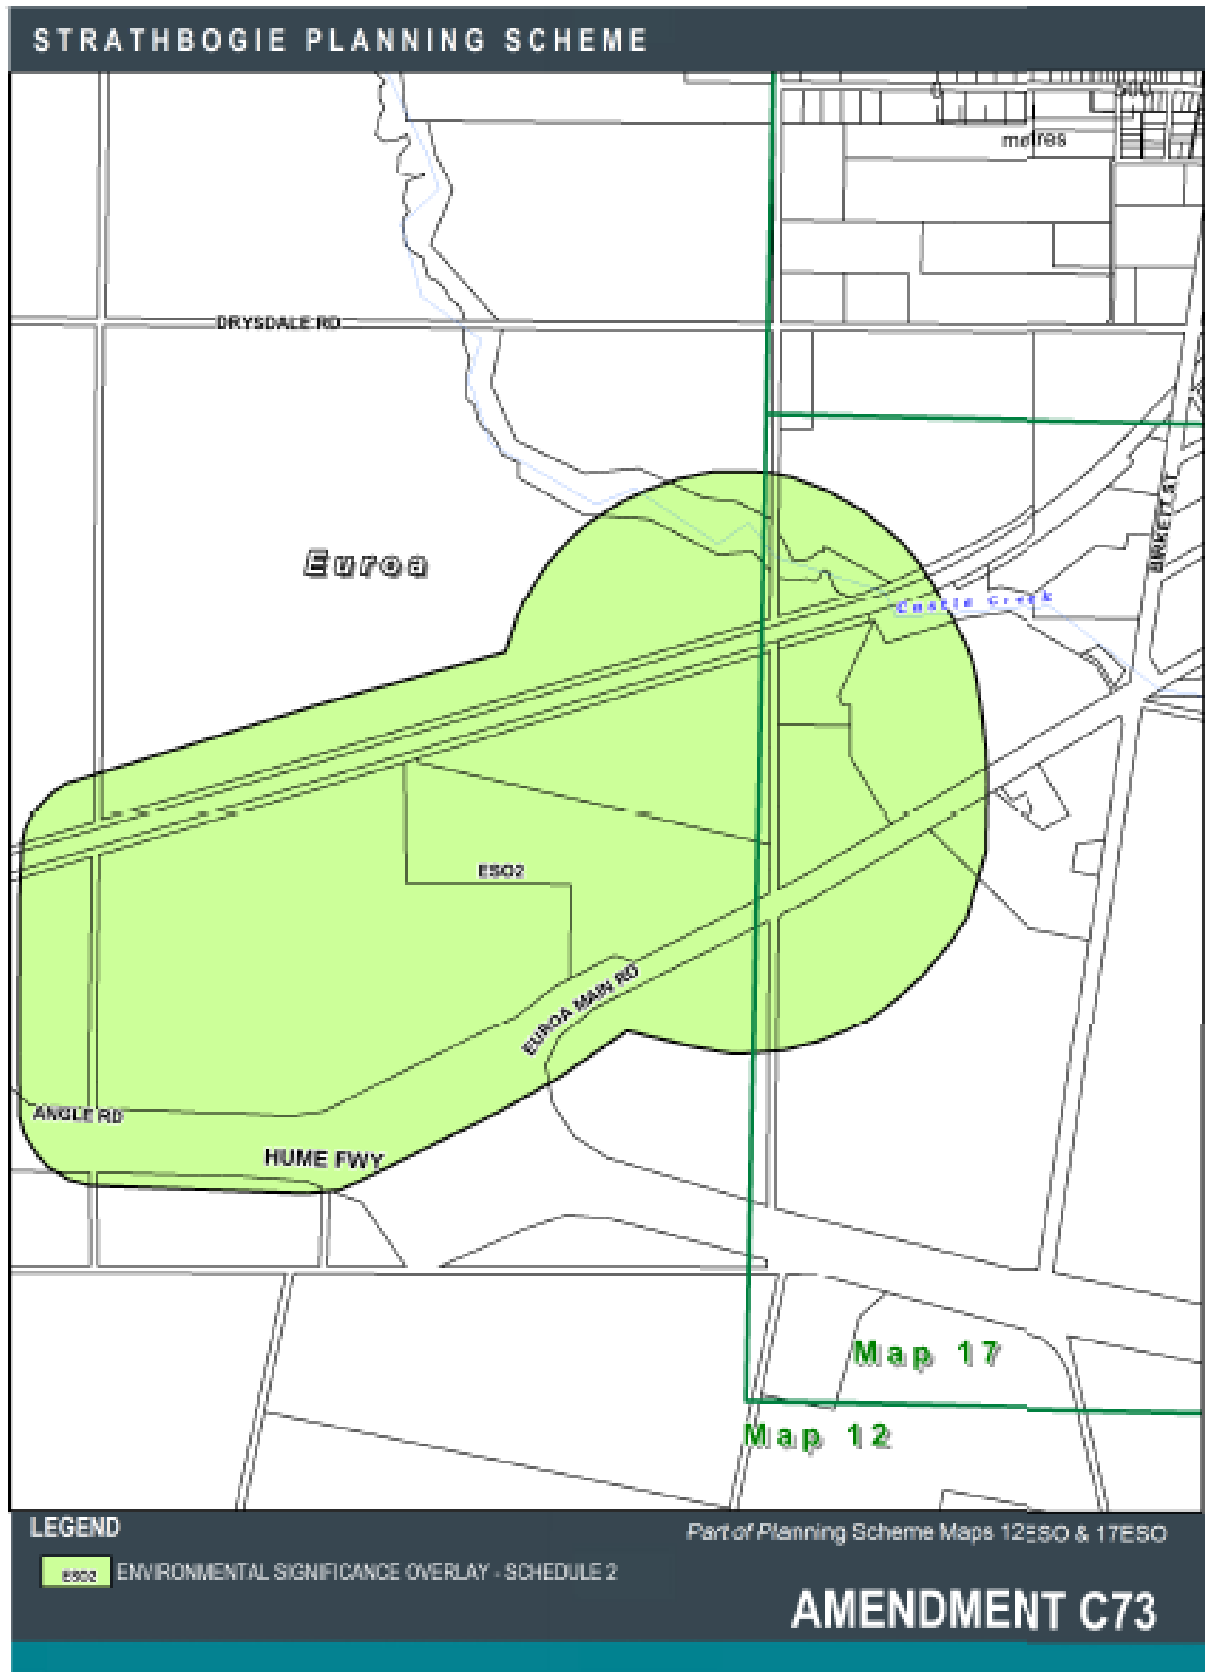 STRATHBOGIE PLANNING SCHEME
0 500
metres
DRYSDALE RD
BIRKETT ST
Euroa
Castle Creek
ESO2
EUROA MAIN RD
ANGLE RD
HUME FWY
Map 17
Map 12
LEGEND
Part of Planning Scheme Maps 12ESO & 17ESO
ESO2 ENVIRONMENTAL SIGNIFICANCE OVERLAY - SCHEDULE 2
AMENDMENT C73